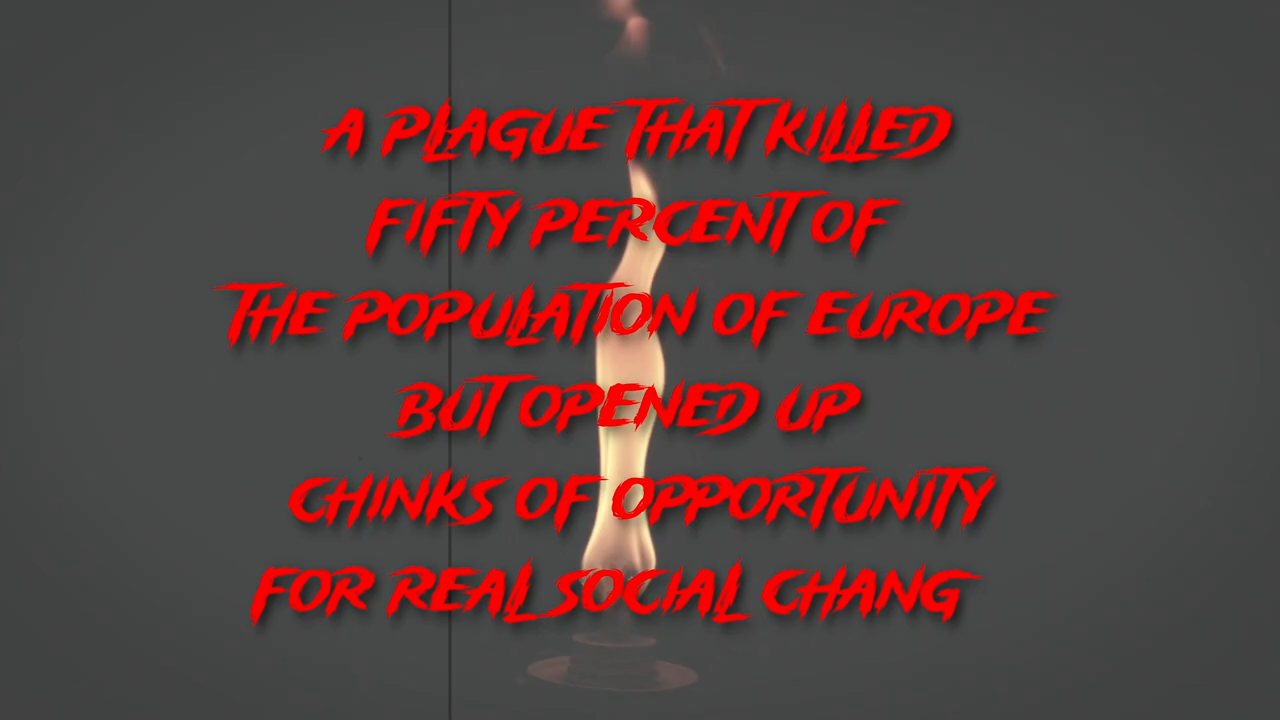 A PLAGUE THAT KILLED
FIFTY PERCENT OF
THE POPULATION OF EUROPE
BUT OPENED UP
CHINKS OF OPPORTUNITY
FOR REAL SOCIAL CHANG